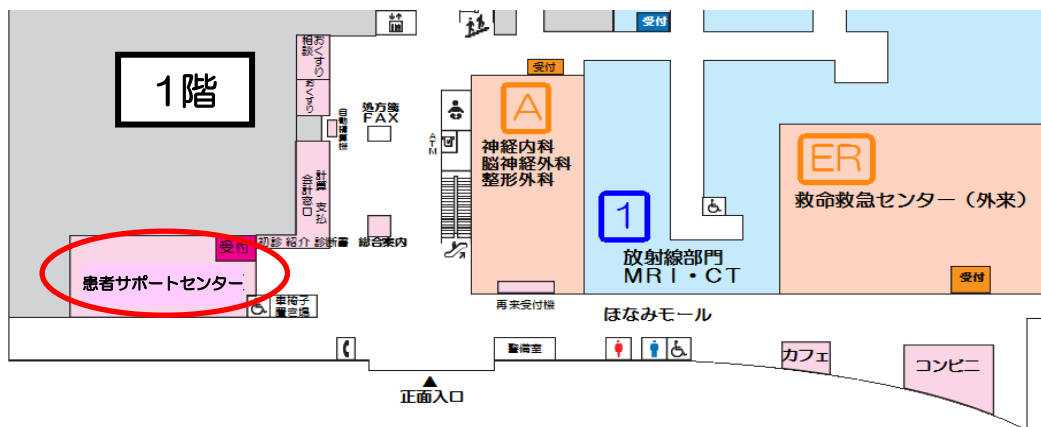 1階
おくすり
相談
おくすり
自動精算機
処方箋
FAX
ATM
計算 支払
会計窓口
受付
初診 紹介 診断書
総合案内
患者サポートセンター
車椅子
置き場
受付
A
神経内科
脳神経外科
整形外科
再来受付機
受付
1
放射線部門
MRI・CT
ER
救命救急センター（外来）
受付
ほなみモール
警備室
カフェ
コンビニ
正面入口